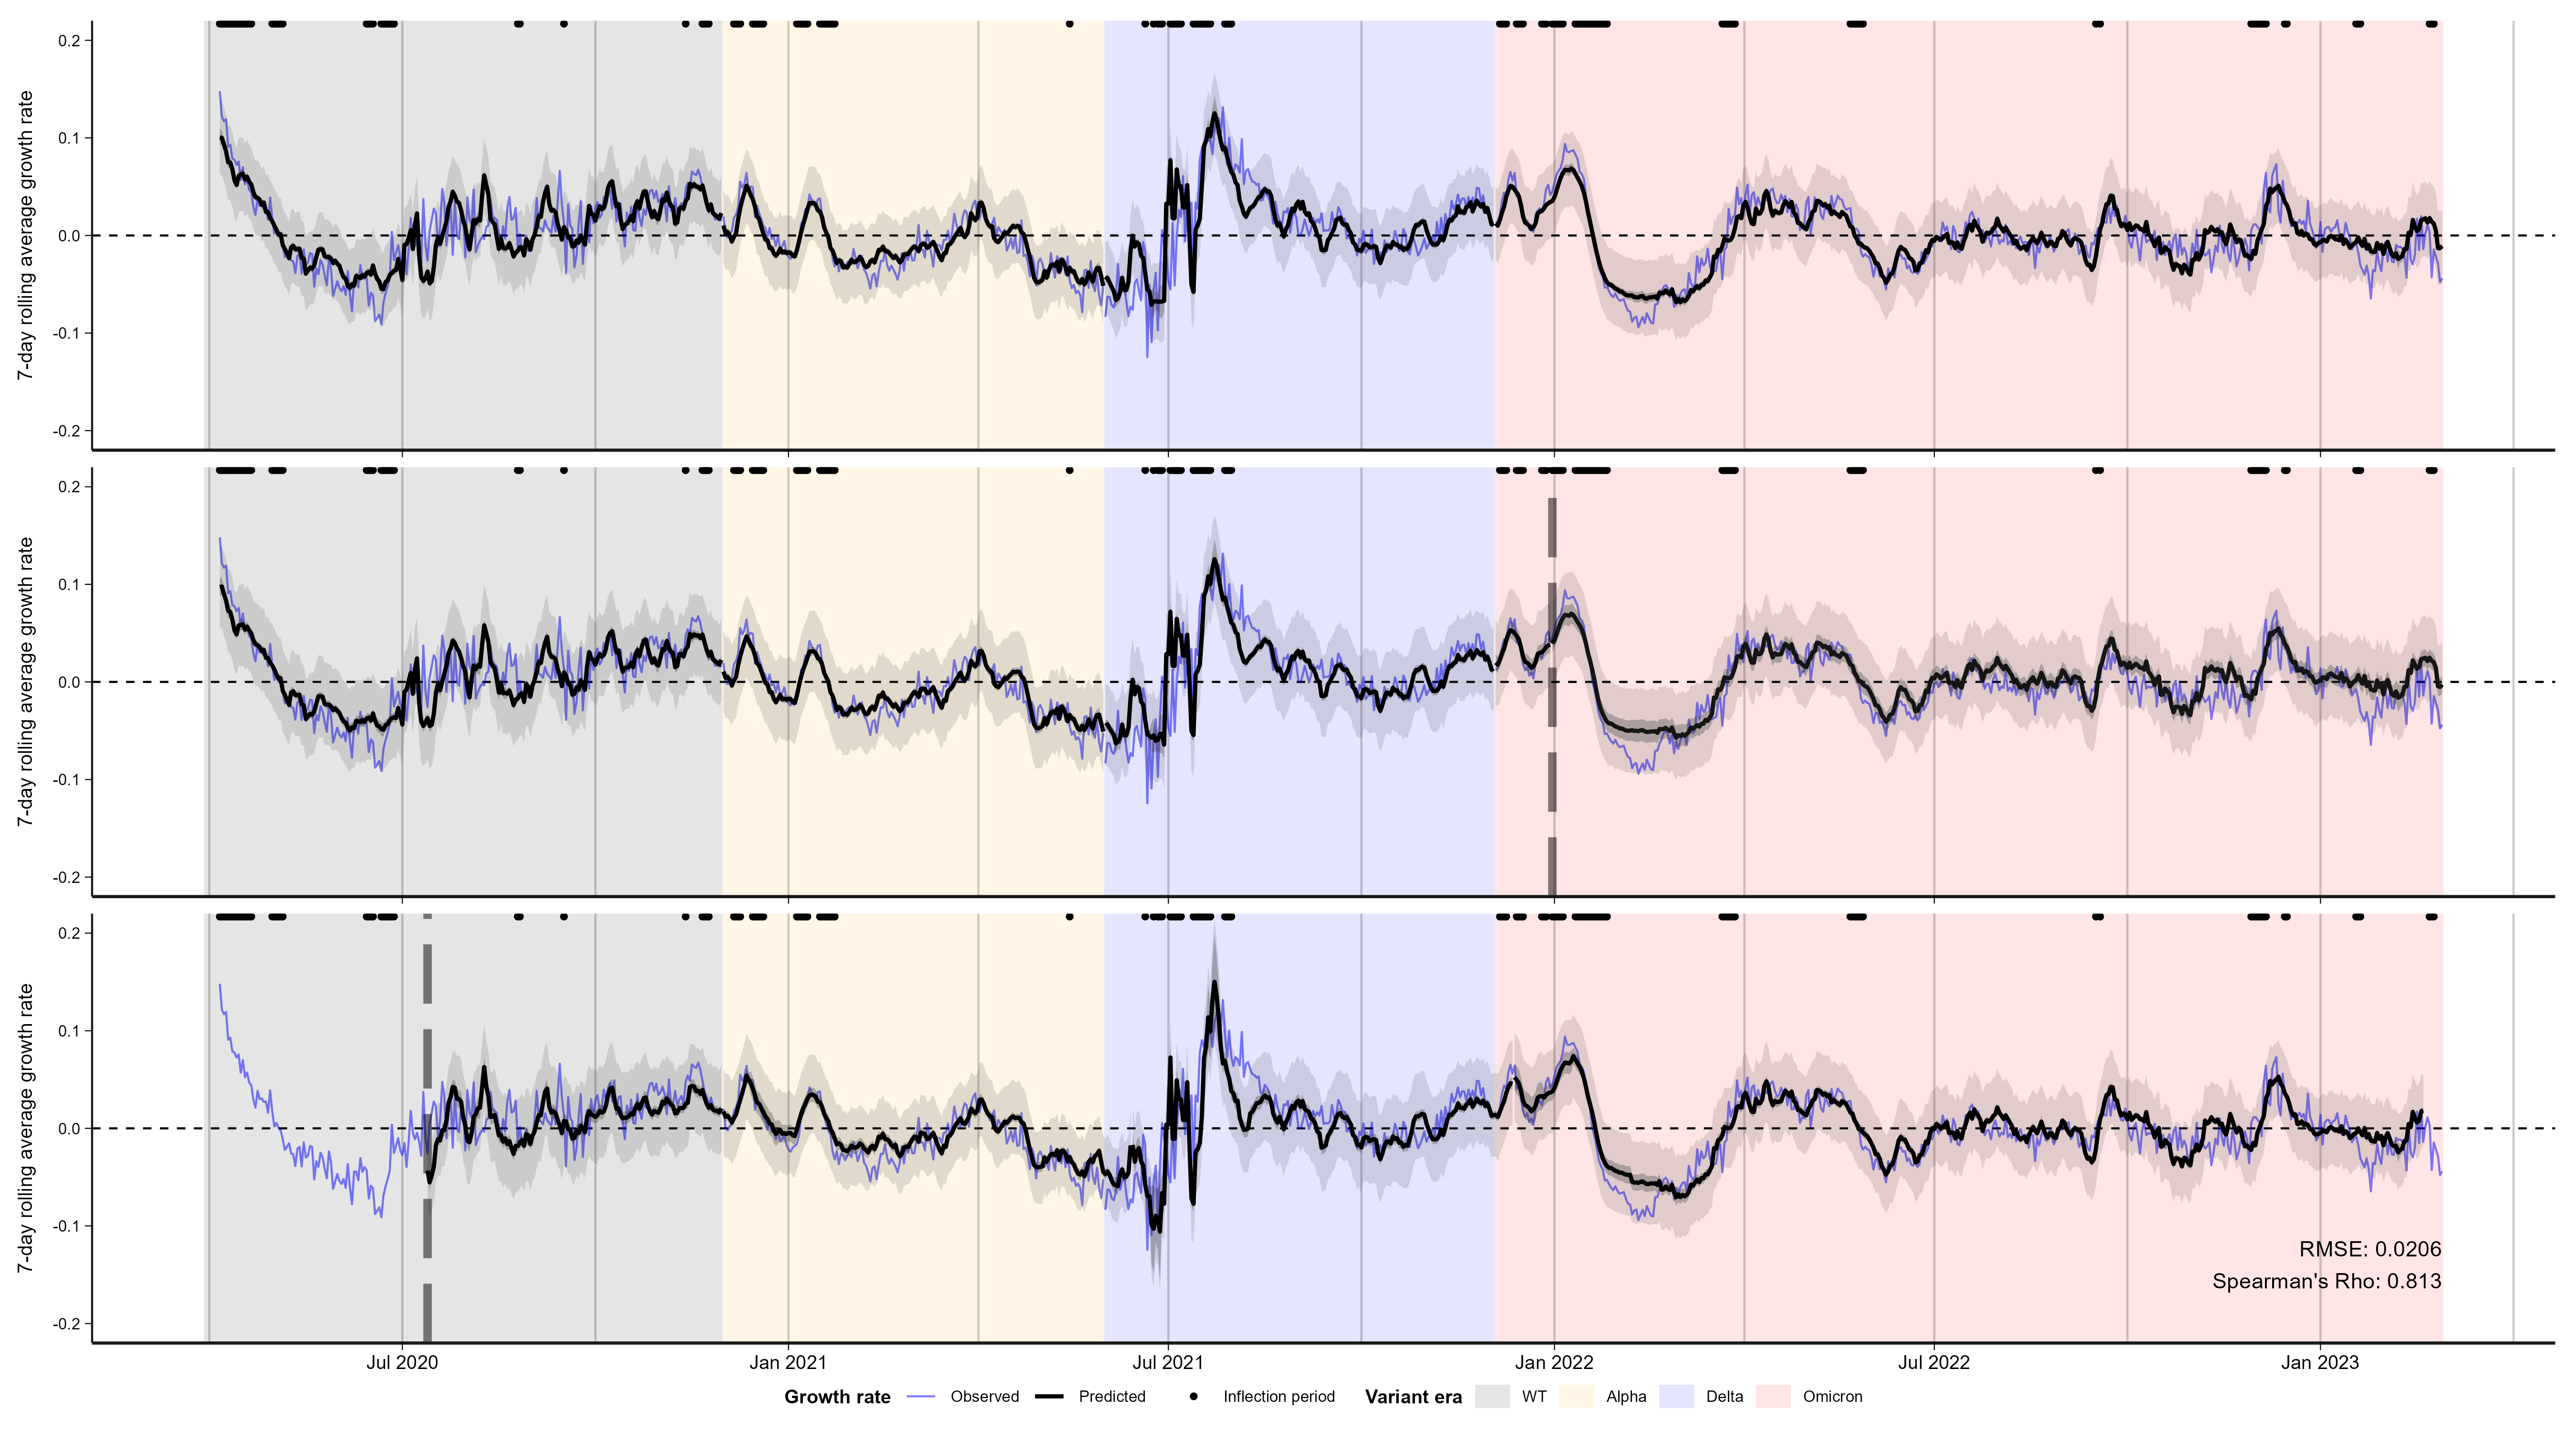 0.2
0.1
0.0
-0.1
-0.2
7-day rolling average growth rate
0.2
0.1
0.0
-0.1
-0.2
7-day rolling average growth rate
0.2
0.1
0.0
-0.1
-0.2
7-day rolling average growth rate
RMSE: 0.0206
Spearman's Rho: 0.813
Jul 2020 Jan 2021 Jul 2021 Jan 2022 Jul 2022 Jan 2023
Growth rate Observed Predicted Inflection period Variant era WT Alpha Delta Omicron